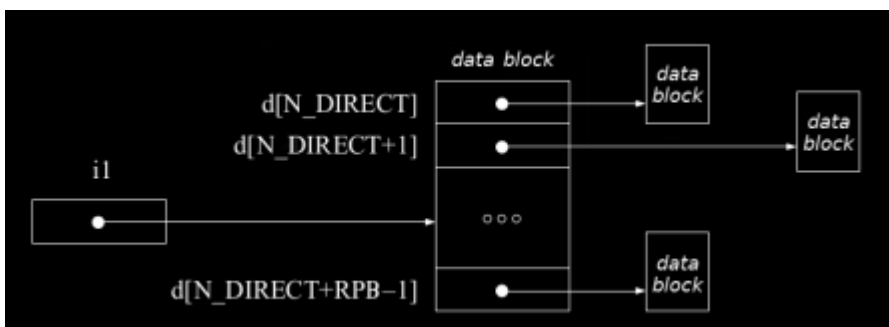 data block
d[N_DIRECT]
data
block
d[N_DIRECT+1]
data
block
i1
d[N_DIRECT+RPB−1]
data
block